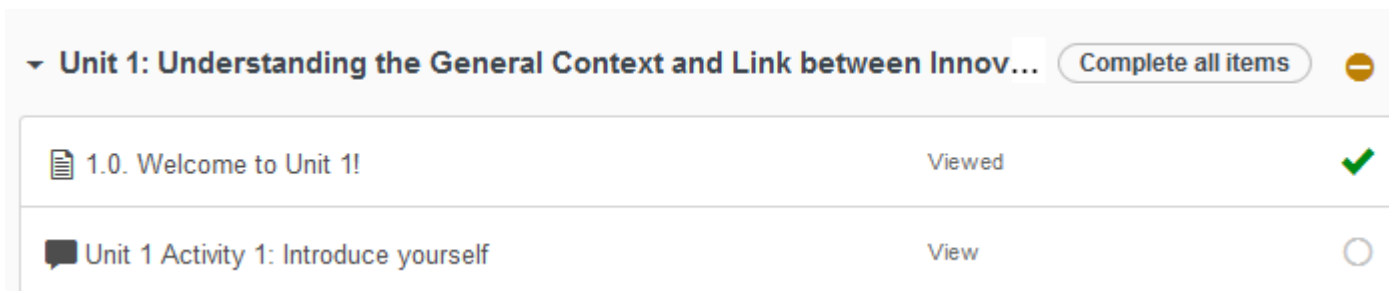 Unit 1: Understanding the General Context and Link between Innov... Complete all items
1.0. Welcome to Unit 1! Viewed
Unit 1 Activity 1: Introduce yourself View